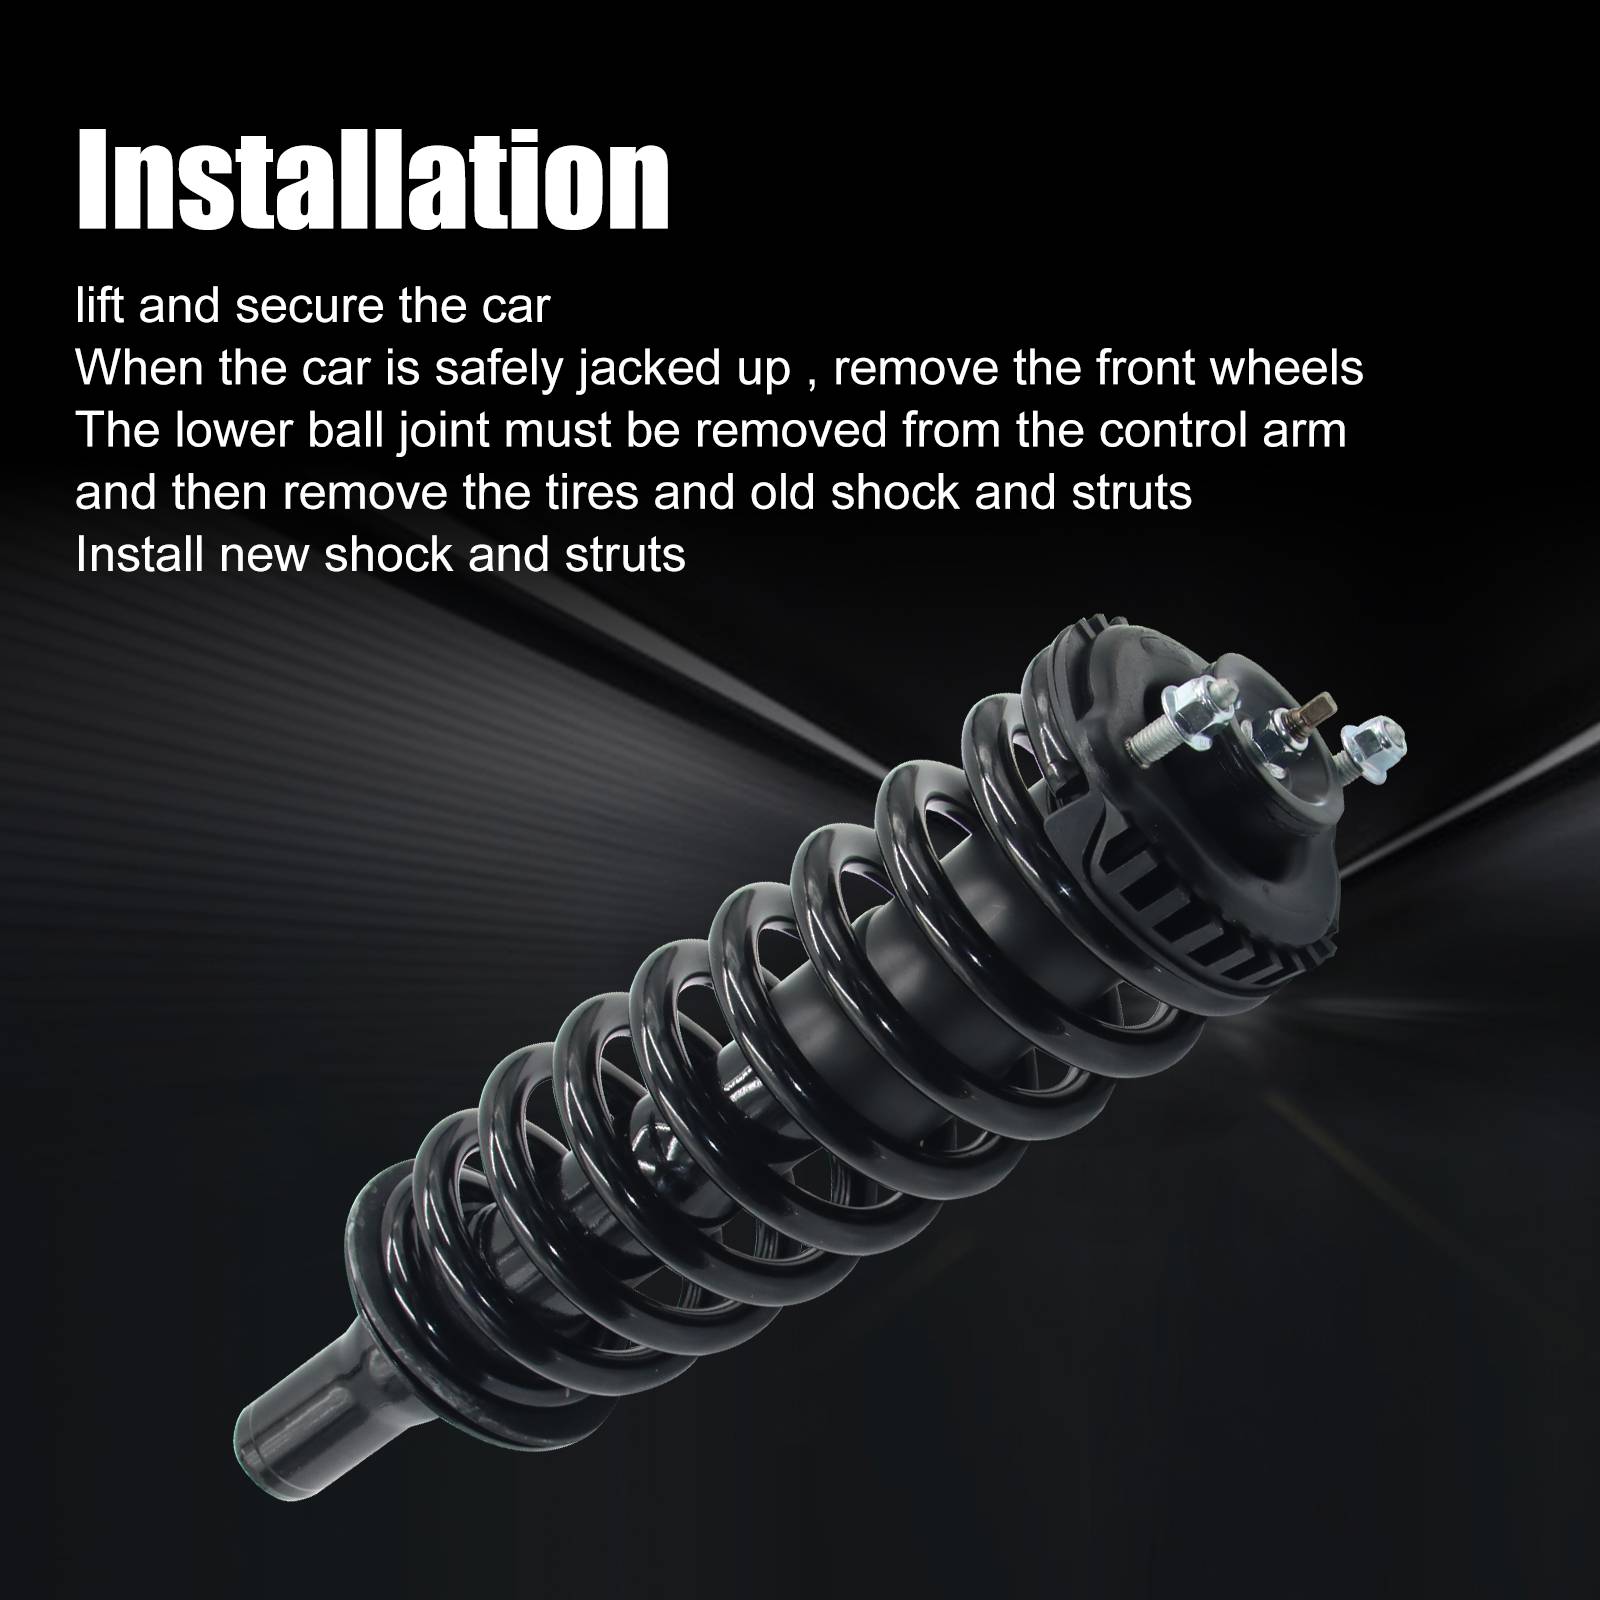 Installation
lift and secure the car
When the car is safely jacked up , remove the front wheels
The lower ball joint must be removed from the control arm
and then remove the tires and old shock and struts
Install new shock and struts